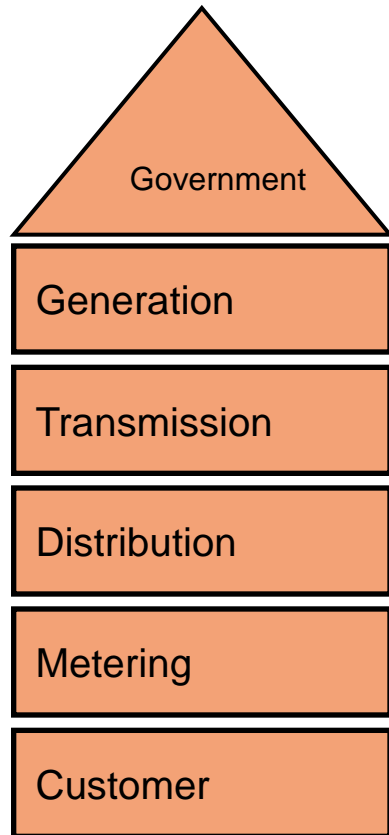 Government
Generation
Transmission
Distribution
Metering
Customer